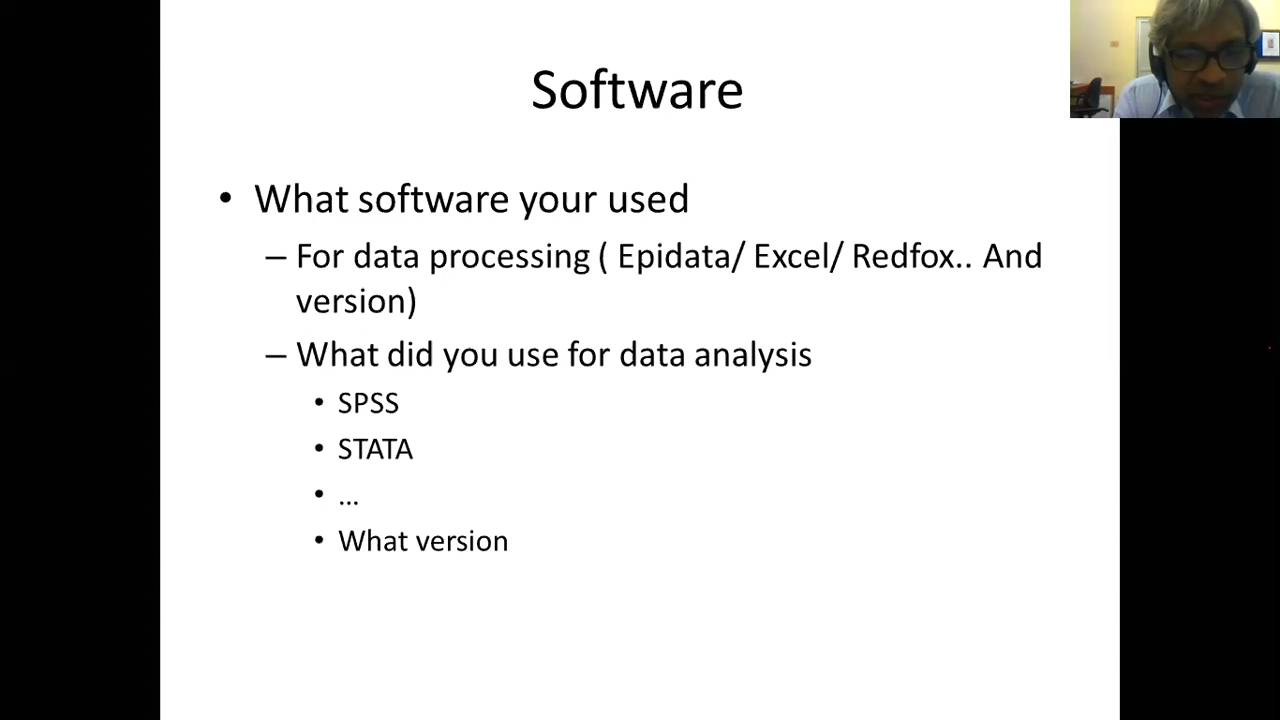 Software
• What software your used
– For data processing ( Epidata/ Excel/ Redfox.. And
version)
– What did you use for data analysis
• SPSS
• STATA
• ...
• What version